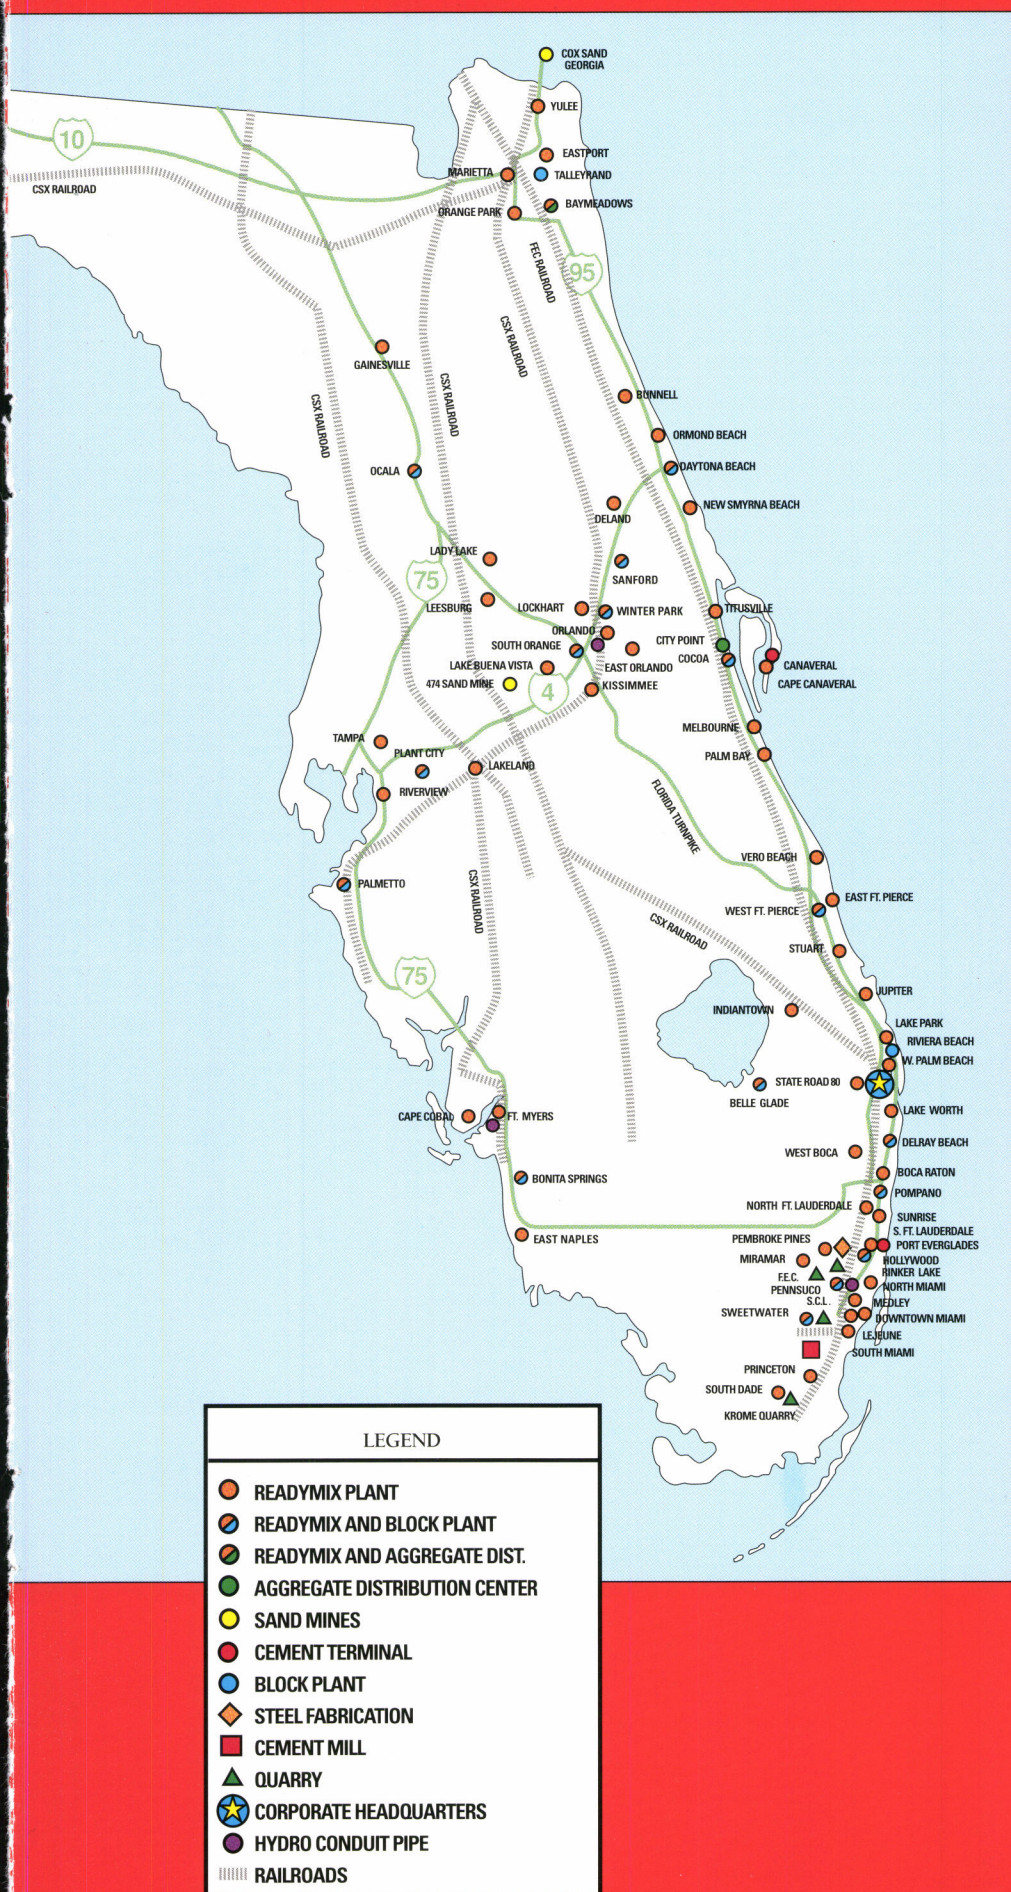 COX SAND
GEORGIA
YULEE
10
EASTPORT
MARIETTA
TALLEYRAND
CSX RAILROAD
BAYMEADOWS
ORANGE PARK
FEC RAILROAD
95
CSX RAILROAD
GAINESVILLE
CSX RAILROAD
CSX RAILROAD
BUNNELL
ORMOND BEACH
OCALA
DAYTONA BEACH
NEW SMYRNA BEACH
DELAND
LADY LAKE
75
SANFORD
LEESBURG
LOCKHART
WINTER PARK
TITUSVILLE
ORLANDO
SOUTH ORANGE
CITY POINT
COCOA
LAKE BUENA VISTA
EAST ORLANDO
CANAVERAL
474 SAND MINE
4
KISSIMMEE
CAPE CANAVERAL
MELBOURNE
TAMPA
PLANT CITY
PALM BAY
LAKELAND
RIVERVIEW
FLORIDA TURNPIKE
VERO BEACH
PALMETTO
CSX RAILROAD
EAST FT. PIERCE
WEST FT. PIERCE
CSX RAILROAD
STUART
75
JUPITER
INDIANTOWN
LAKE PARK
RIVIERA BEACH
W. PALM BEACH
STATE ROAD 80
BELLE GLADE
CAPE COBAL
FT. MYERS
LAKE WORTH
DELRAY BEACH
WEST BOCA
BOCA RATON
BONITA SPRINGS
POMPANO
NORTH FT. LAUDERDALE
SUNRISE
S. FT. LAUDERDALE
EAST NAPLES
PEMBROKE PINES
PORT EVERGLADES
MIRAMAR
HOLLYWOOD
F.E.C.
RINKER LAKE
PENNSUCO
NORTH MIAMI
S.C.L.
MEDLEY
SWEETWATER
DOWNTOWN MIAMI
LEJEUNE
SOUTH MIAMI
PRINCETON
SOUTH DADE
KROME QUARRY
LEGEND
READYMIX PLANT
READYMIX AND BLOCK PLANT
READYMIX AND AGGREGATE DIST.
AGGREGATE DISTRIBUTION CENTER
SAND MINES
CEMENT TERMINAL
BLOCK PLANT
STEEL FABRICATION
CEMENT MILL
QUARRY
CORPORATE HEADQUARTERS
HYDRO CONDUIT PIPE
RAILROADS